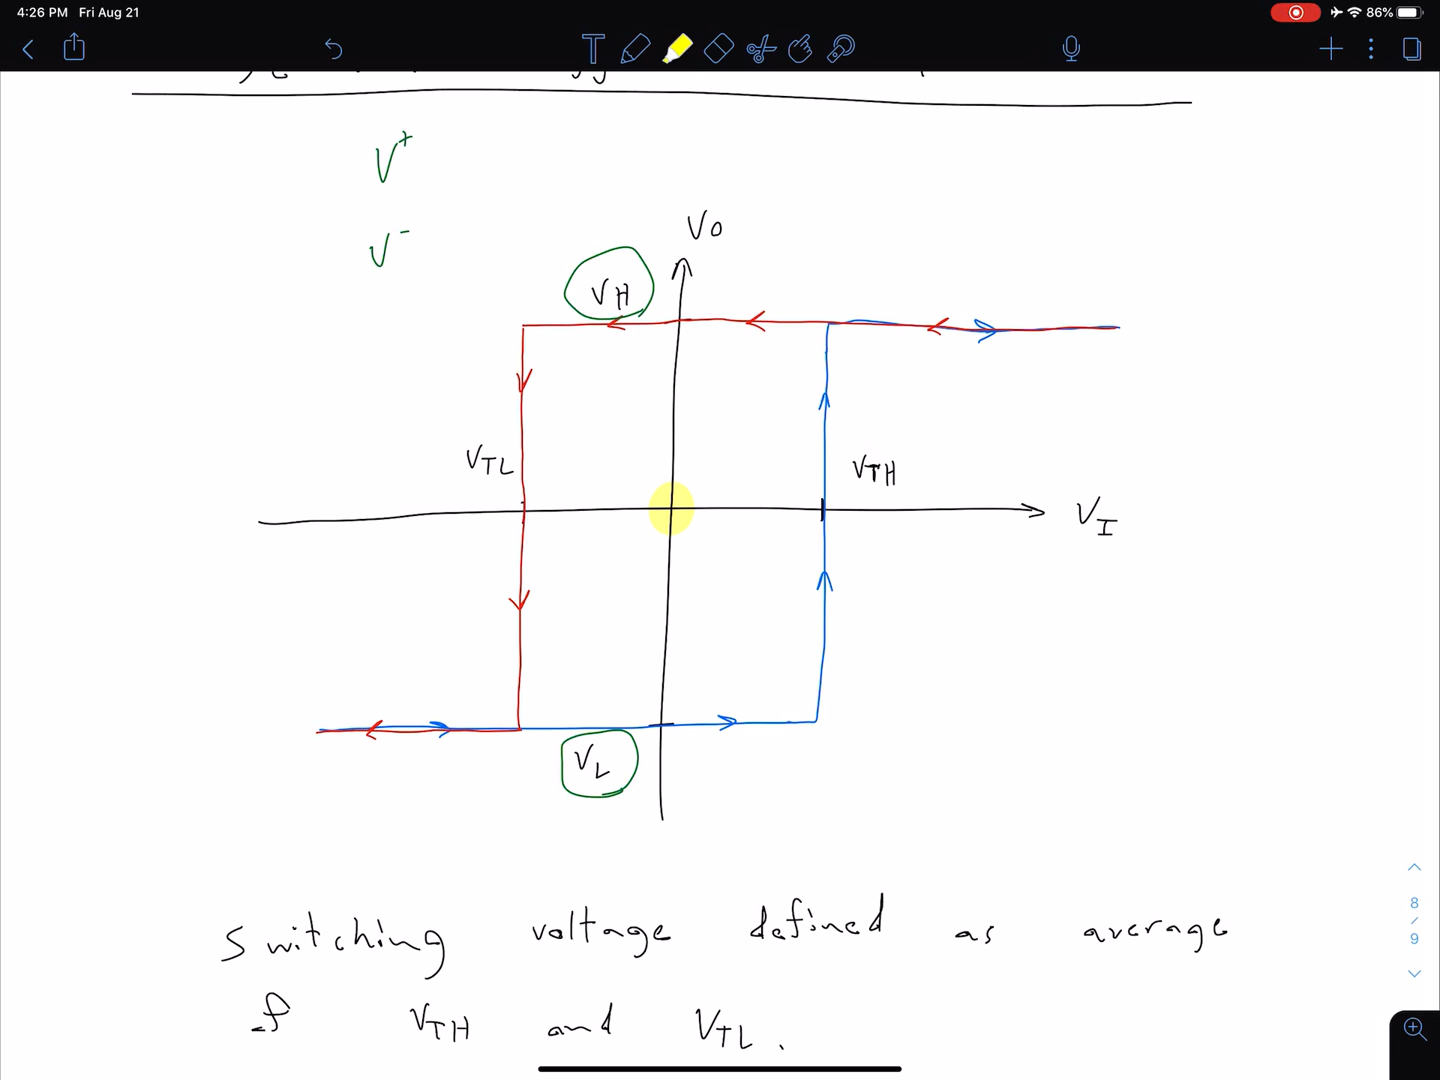 4:26 PM Fri Aug 21
86%
V+
V-
Vo
VH
VTL
VTH
VI
VL
8
/
9
switching voltage defined as average
of VTH and VTL.